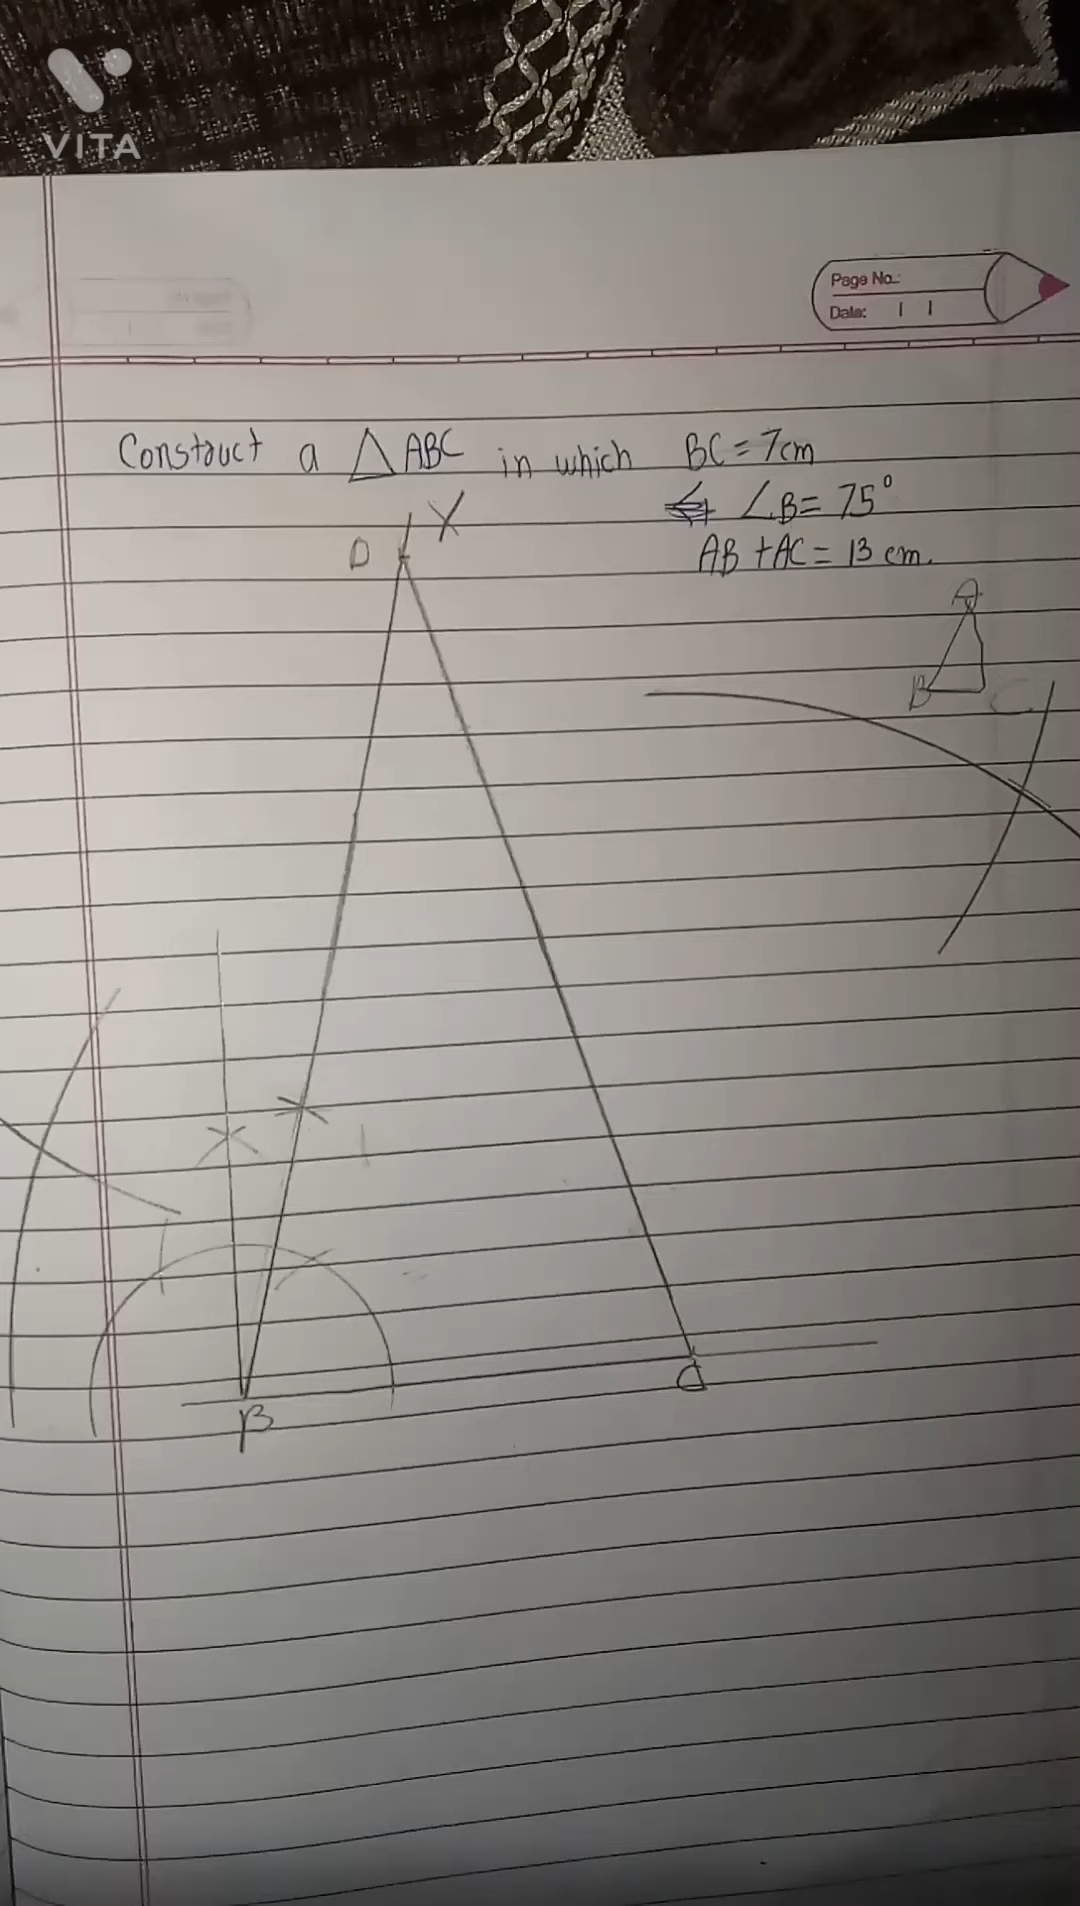 VITA
Page No.:
Date:
Construct a △ABC in which BC = 7cm
∠B = 75°
AB + AC = 13 cm.
D X
A
B C
B C